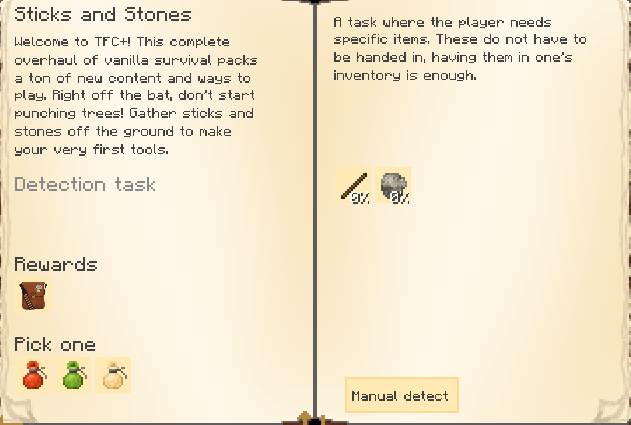 Sticks and Stones
Welcome to TFC+! This complete
overhaul of vanilla survival packs
a ton of new content and ways to
play. Right off the bat, don't start
punching trees! Gather sticks and
stones off the ground to make
your very first tools.
Detection task
Rewards
Pick one
A task where the player needs
specific items. These do not have to
be handed in, having them in one's
inventory is enough.
0% 0%
Manual detect